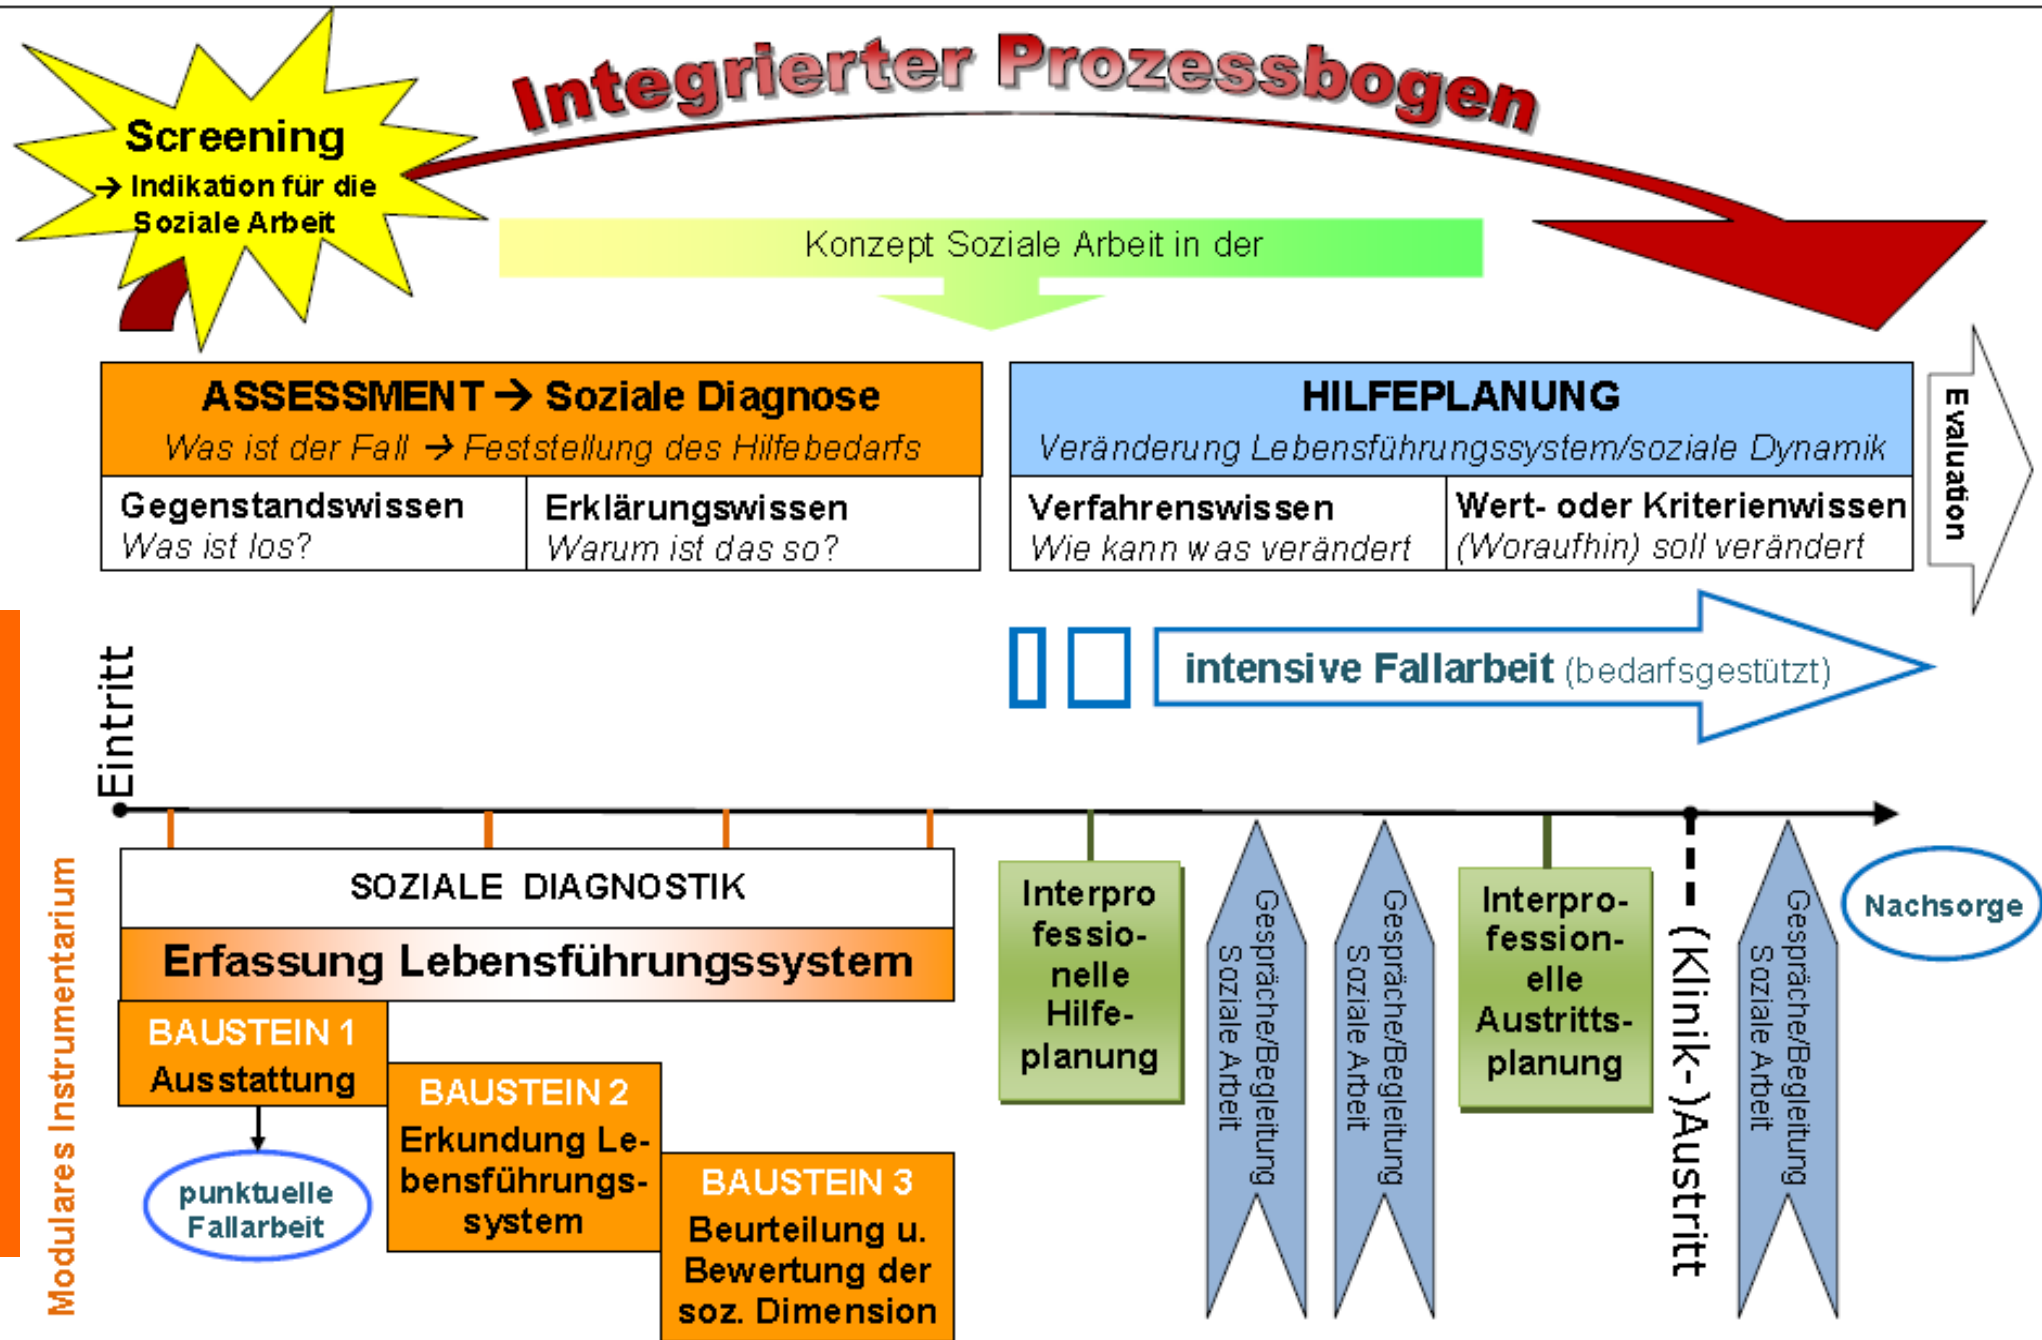 Integrierter Prozessbogen
Screening
→ Indikation für die
Soziale Arbeit
Konzept Soziale Arbeit in der
ASSESSMENT → Soziale Diagnose
Was ist der Fall → Feststellung des Hilfebedarfs
Gegenstandswissen
Was ist los?
Erklärungswissen
Warum ist das so?
HILFEPLANUNG
Veränderung Lebensführungssystem/soziale Dynamik
Verfahrenswissen
Wie kann was verändert
Wert- oder Kriterienwissen
(Woraufhin) soll verändert
Evaluation
intensive Fallarbeit (bedarfsgestützt)
Eintritt
Modulares Instrumentarium
SOZIALE DIAGNOSTIK
Erfassung Lebensführungssystem
BAUSTEIN 1
Ausstattung
punktuelle
Fallarbeit
BAUSTEIN 2
Erkundung Le-
bensführungs-
system
BAUSTEIN 3
Beurteilung u.
Bewertung der
soz. Dimension
Interpro
fessio-
nelle
Hilfe-
planung
Gespräche/Begleitung
Soziale Arbeit
Gespräche/Begleitung
Soziale Arbeit
Interpro-
fession-
elle
Austritts-
planung
(Klinik-)Austritt
Gespräche/Begleitung
Soziale Arbeit
Nachsorge